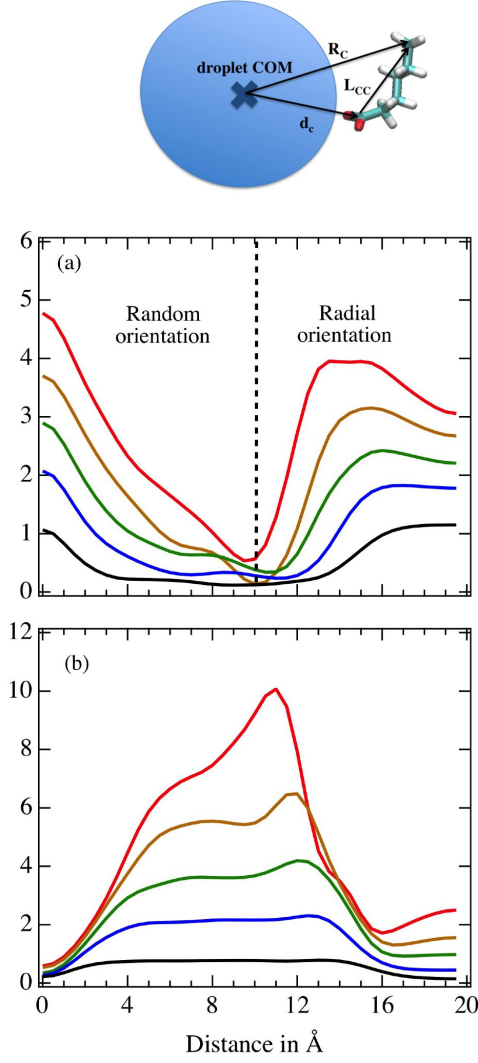 R_C
droplet COM
L_CC
d_c
6
(a)
5
Random
orientation
Radial
orientation
4
3
2
1
0
12
(b)
10
8
6
4
2
0
0 4 8 12 16 20
Distance in Å